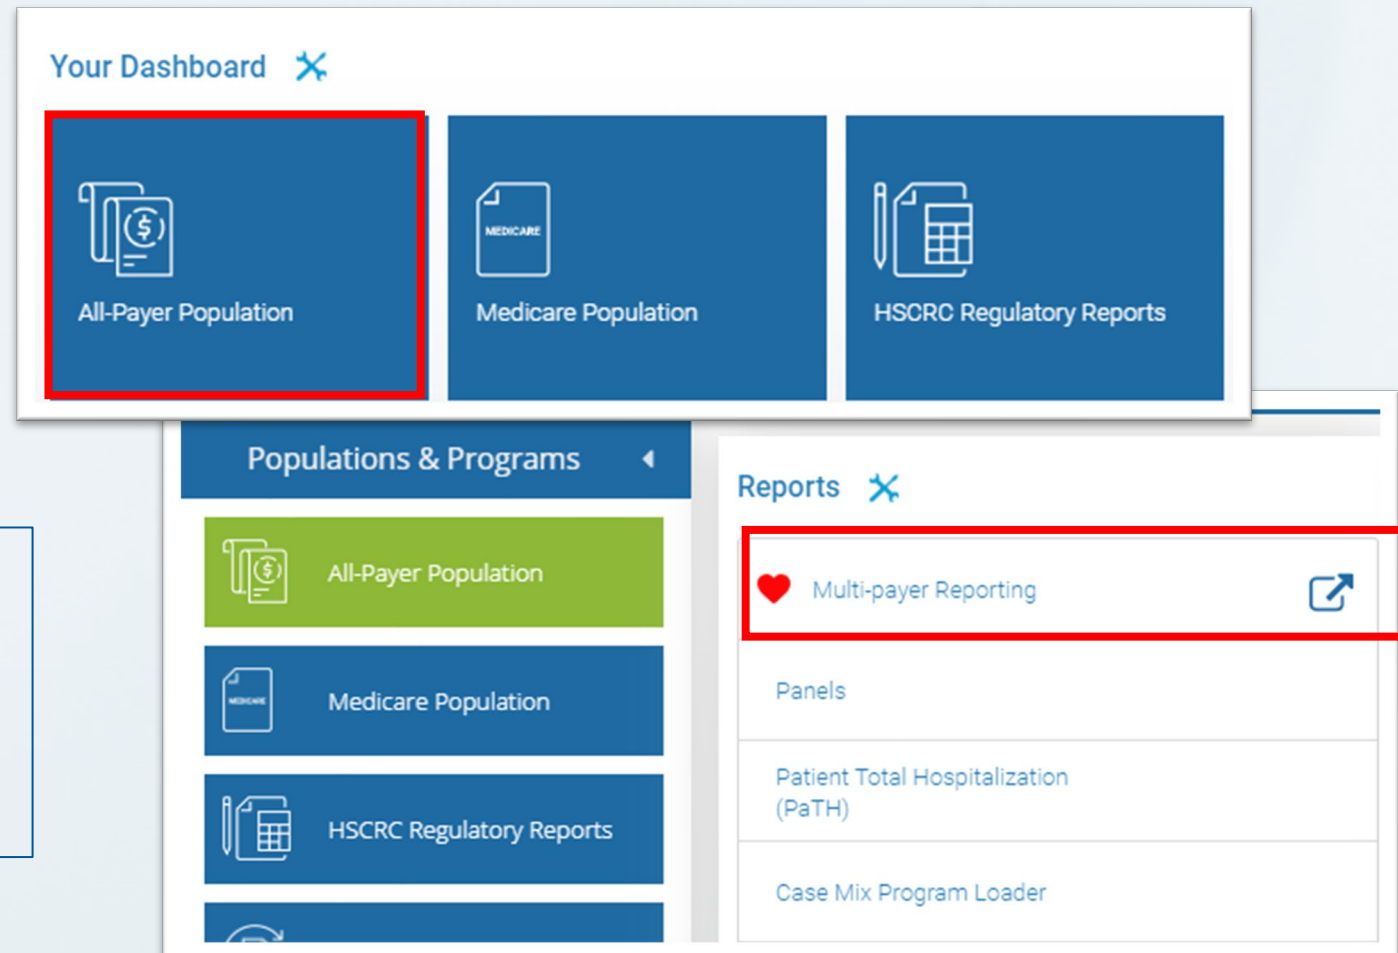 Your Dashboard
MEDICARE
All-Payer Population
Medicare Population
HSCRC Regulatory Reports
Populations & Programs
All-Payer Population
MEDICARE
Medicare Population
HSCRC Regulatory Reports
Reports
Multi-payer Reporting
Panels
Patient Total Hospitalization
(PaTH)
Case Mix Program Loader